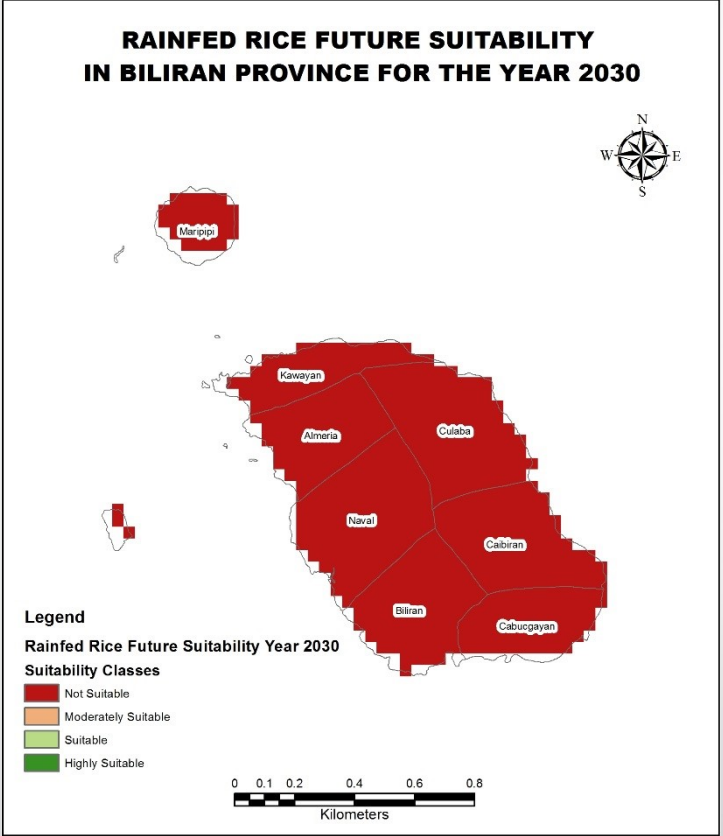 RAINFED RICE FUTURE SUITABILITY
IN BILIRAN PROVINCE FOR THE YEAR 2030
N
W
E
S
Maripipi
Kawayan
Almeria
Culaba
Naval
Caibiran
Biliran
Cabucgayan
Legend
Rainfed Rice Future Suitability Year 2030
Suitability Classes
Not Suitable
Moderately Suitable
Suitable
Highly Suitable
0 0.1 0.2 0.4 0.6 0.8
Kilometers